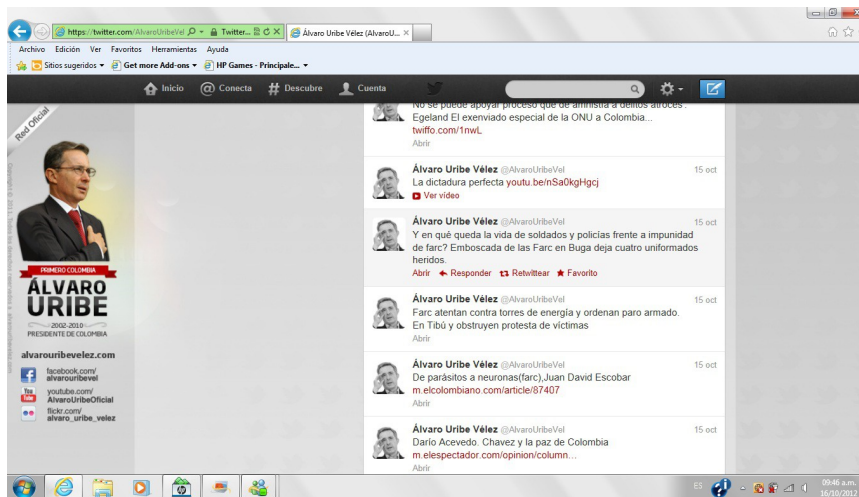 https://twitter.com/AlvaroUribeVel
Twitter...
Álvaro Uribe Vélez (AlvaroU...
Archivo Edición Ver Favoritos Herramientas Ayuda
Sitios sugeridos Get more Add-ons HP Games - Principale...
Inicio Conecta Descubre Cuenta
Red Oficial
PRIMERO COLOMBIA
ÁLVARO
URIBE
2002-2010
PRESIDENTE DE COLOMBIA
alvarouribevelez.com
facebook.com/
alvarouribevel
You
Tube
youtube.com/
AlvaroUribeOficial
flickr.com/
alvaro_uribe_velez
No se puede apoyar proceso que dé amnistía a delitos atroces".
Egeland El exenviado especial de la ONU a Colombia...
twiffo.com/1nwL
Abrir
Álvaro Uribe Vélez @AlvaroUribeVel 15 oct
La dictadura perfecta youtu.be/nSa0kgHgcj
Ver vídeo
Álvaro Uribe Vélez @AlvaroUribeVel 15 oct
Y en qué queda la vida de soldados y policías frente a impunidad
de farc? Emboscada de las Farc en Buga deja cuatro uniformados
heridos.
Abrir Responder Retwittear Favorito
Álvaro Uribe Vélez @AlvaroUribeVel 15 oct
Farc atentan contra torres de energía y ordenan paro armado.
En Tibú y obstruyen protesta de víctimas
Abrir
Álvaro Uribe Vélez @AlvaroUribeVel 15 oct
De parásitos a neuronas(farc),Juan David Escobar
m.elcolombiano.com/article/87407
Abrir
Álvaro Uribe Vélez @AlvaroUribeVel 15 oct
Darío Acevedo. Chavez y la paz de Colombia
m.elespectador.com/opinion/column...
Abrir
ES
09:46 a.m.
16/10/2012